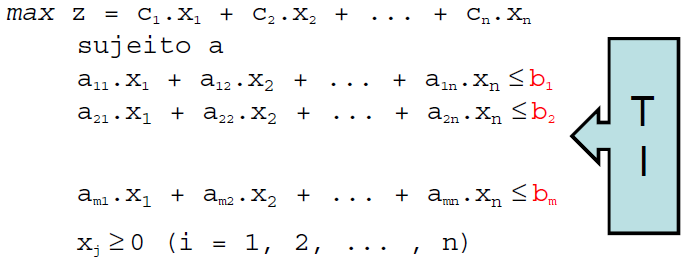 max z = c₁.x₁ + c₂.x₂ + ... + cₙ.xₙ
sujeito a
a₁₁.x₁ + a₁₂.x₂ + ... + a₁ₙ.xₙ ≤ b₁
a₂₁.x₁ + a₂₂.x₂ + ... + a₂ₙ.xₙ ≤ b₂
aₘ₁.x₁ + aₘ₂.x₂ + ... + aₘₙ.xₙ ≤ bₘ
xⱼ ≥ 0 (i = 1, 2, ... , n)
T
I